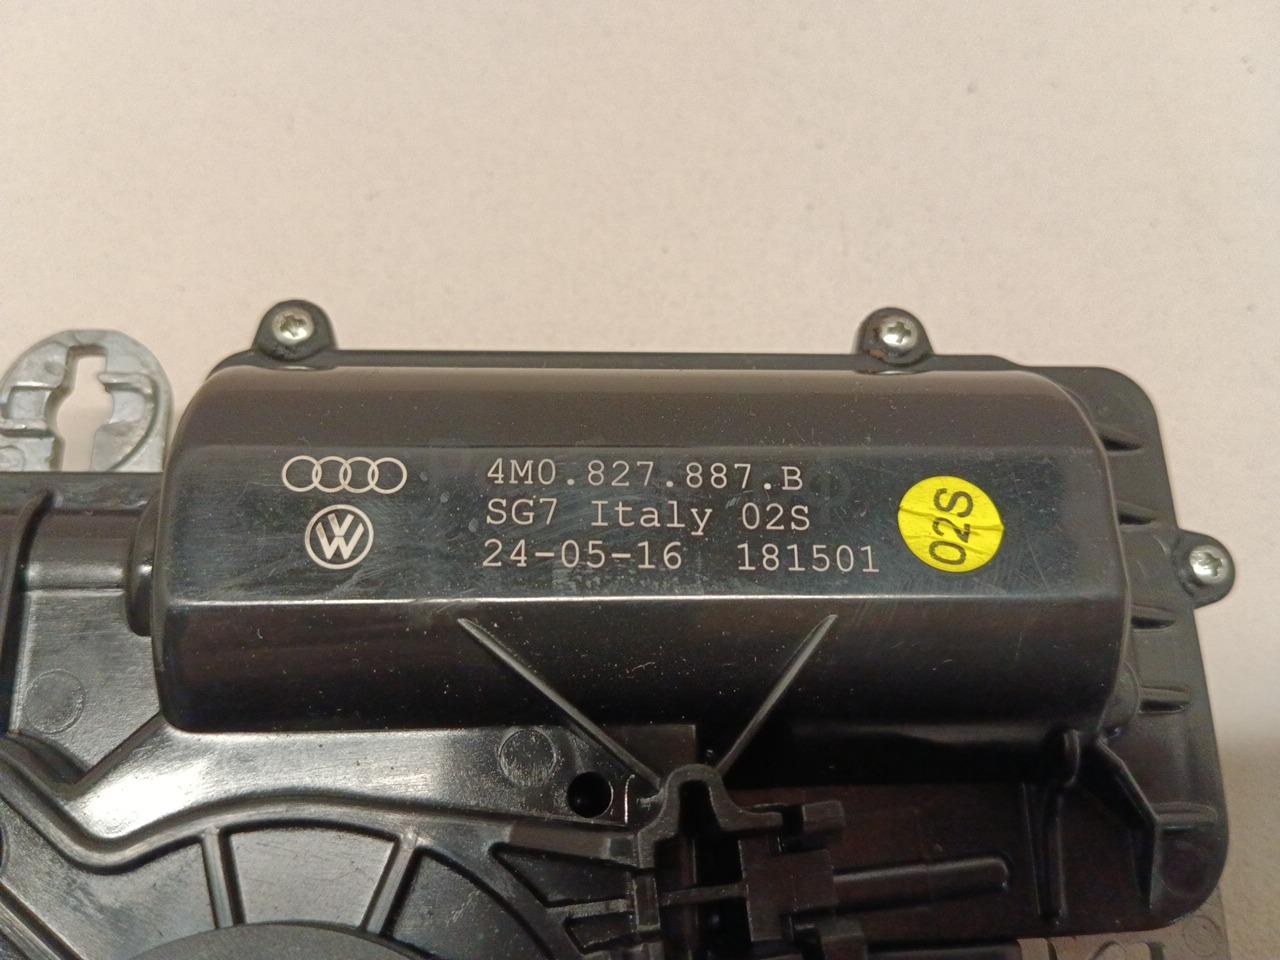 4M0.827.887.B
SG7 Italy 02S
24-05-16 181501
02S